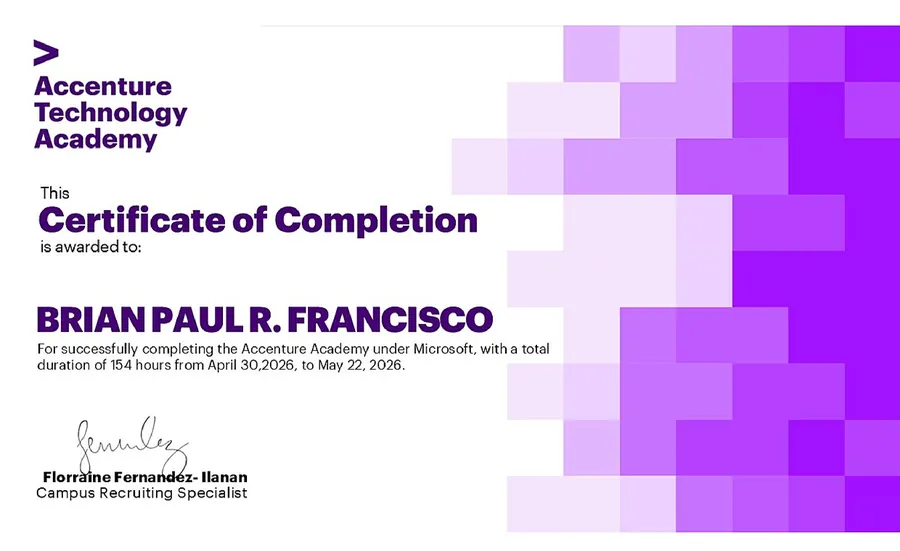 >
Accenture
Technology
Academy
This
Certificate of Completion
is awarded to:
BRIAN PAUL R. FRANCISCO
For successfully completing the Accenture Academy under Microsoft, with a total
duration of 154 hours from April 30,2026, to May 22, 2026.
Florraine Fernandez- Ilanan
Campus Recruiting Specialist